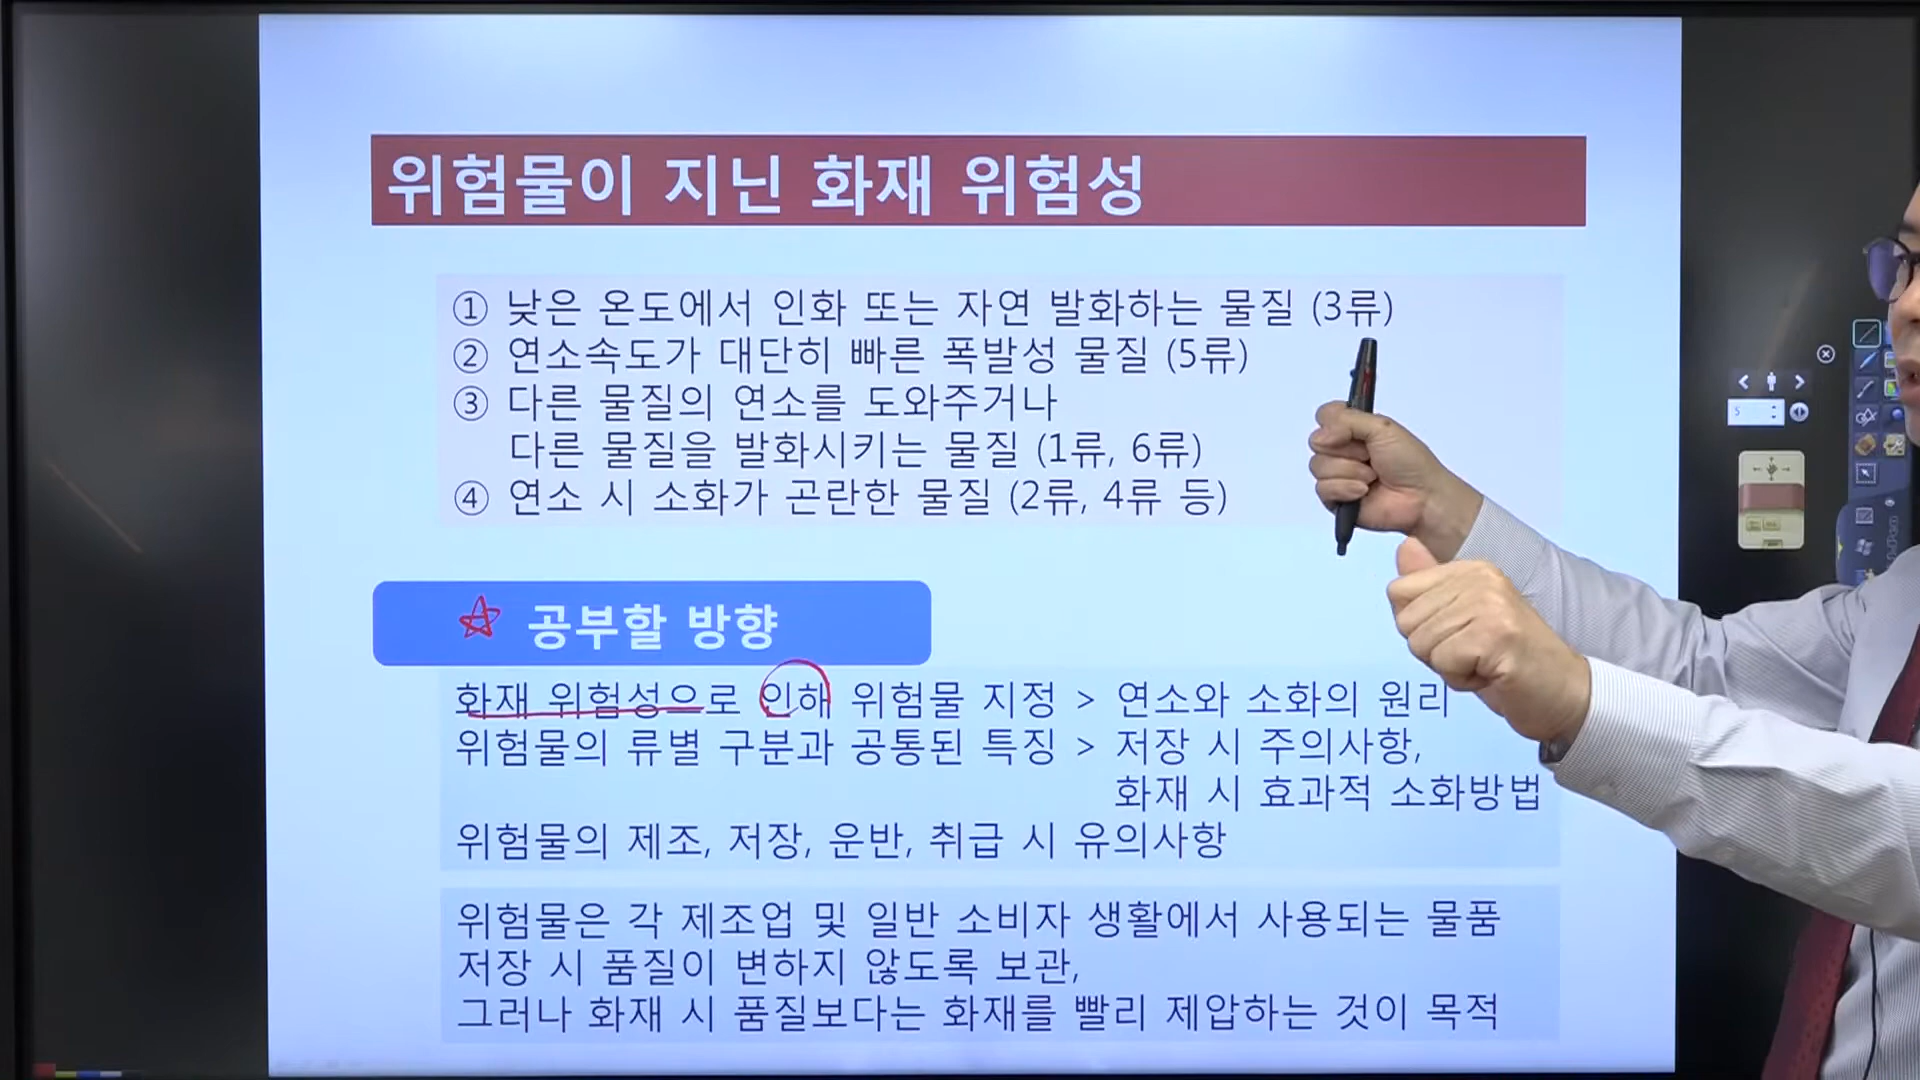 위험물이 지닌 화재 위험성
① 낮은 온도에서 인화 또는 자연 발화하는 물질 (3류)
② 연소속도가 대단히 빠른 폭발성 물질 (5류)
③ 다른 물질의 연소를 도와주거나
다른 물질을 발화시키는 물질 (1류, 6류)
④ 연소 시 소화가 곤란한 물질 (2류, 4류 등)
공부할 방향
화재 위험성으로 인해 위험물 지정 > 연소와 소화의 원리
위험물의 류별 구분과 공통된 특징 > 저장 시 주의사항,
화재 시 효과적 소화방법
위험물의 제조, 저장, 운반, 취급 시 유의사항
위험물은 각 제조업 및 일반 소비자 생활에서 사용되는 물품
저장 시 품질이 변하지 않도록 보관,
그러나 화재 시 품질보다는 화재를 빨리 제압하는 것이 목적
5